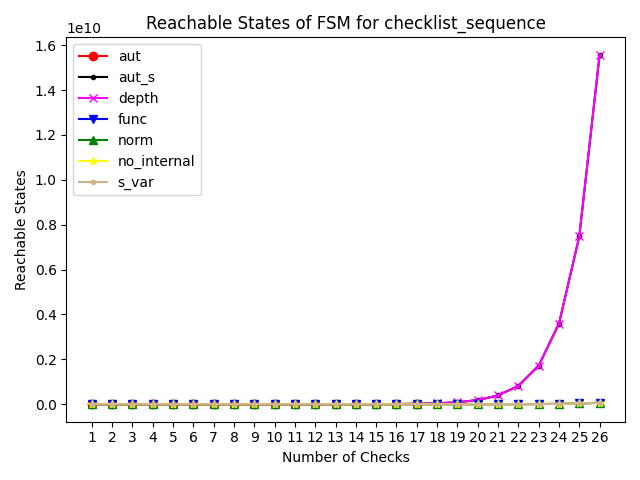 Reachable States of FSM for checklist_sequence
1e10
1.6
1.4
1.2
1.0
0.8
0.6
0.4
0.2
0.0
Reachable States
aut
aut_s
depth
func
norm
no_internal
s_var
1 2 3 4 5 6 7 8 9 10 11 12 13 14 15 16 17 18 19 20 21 22 23 24 25 26
Number of Checks